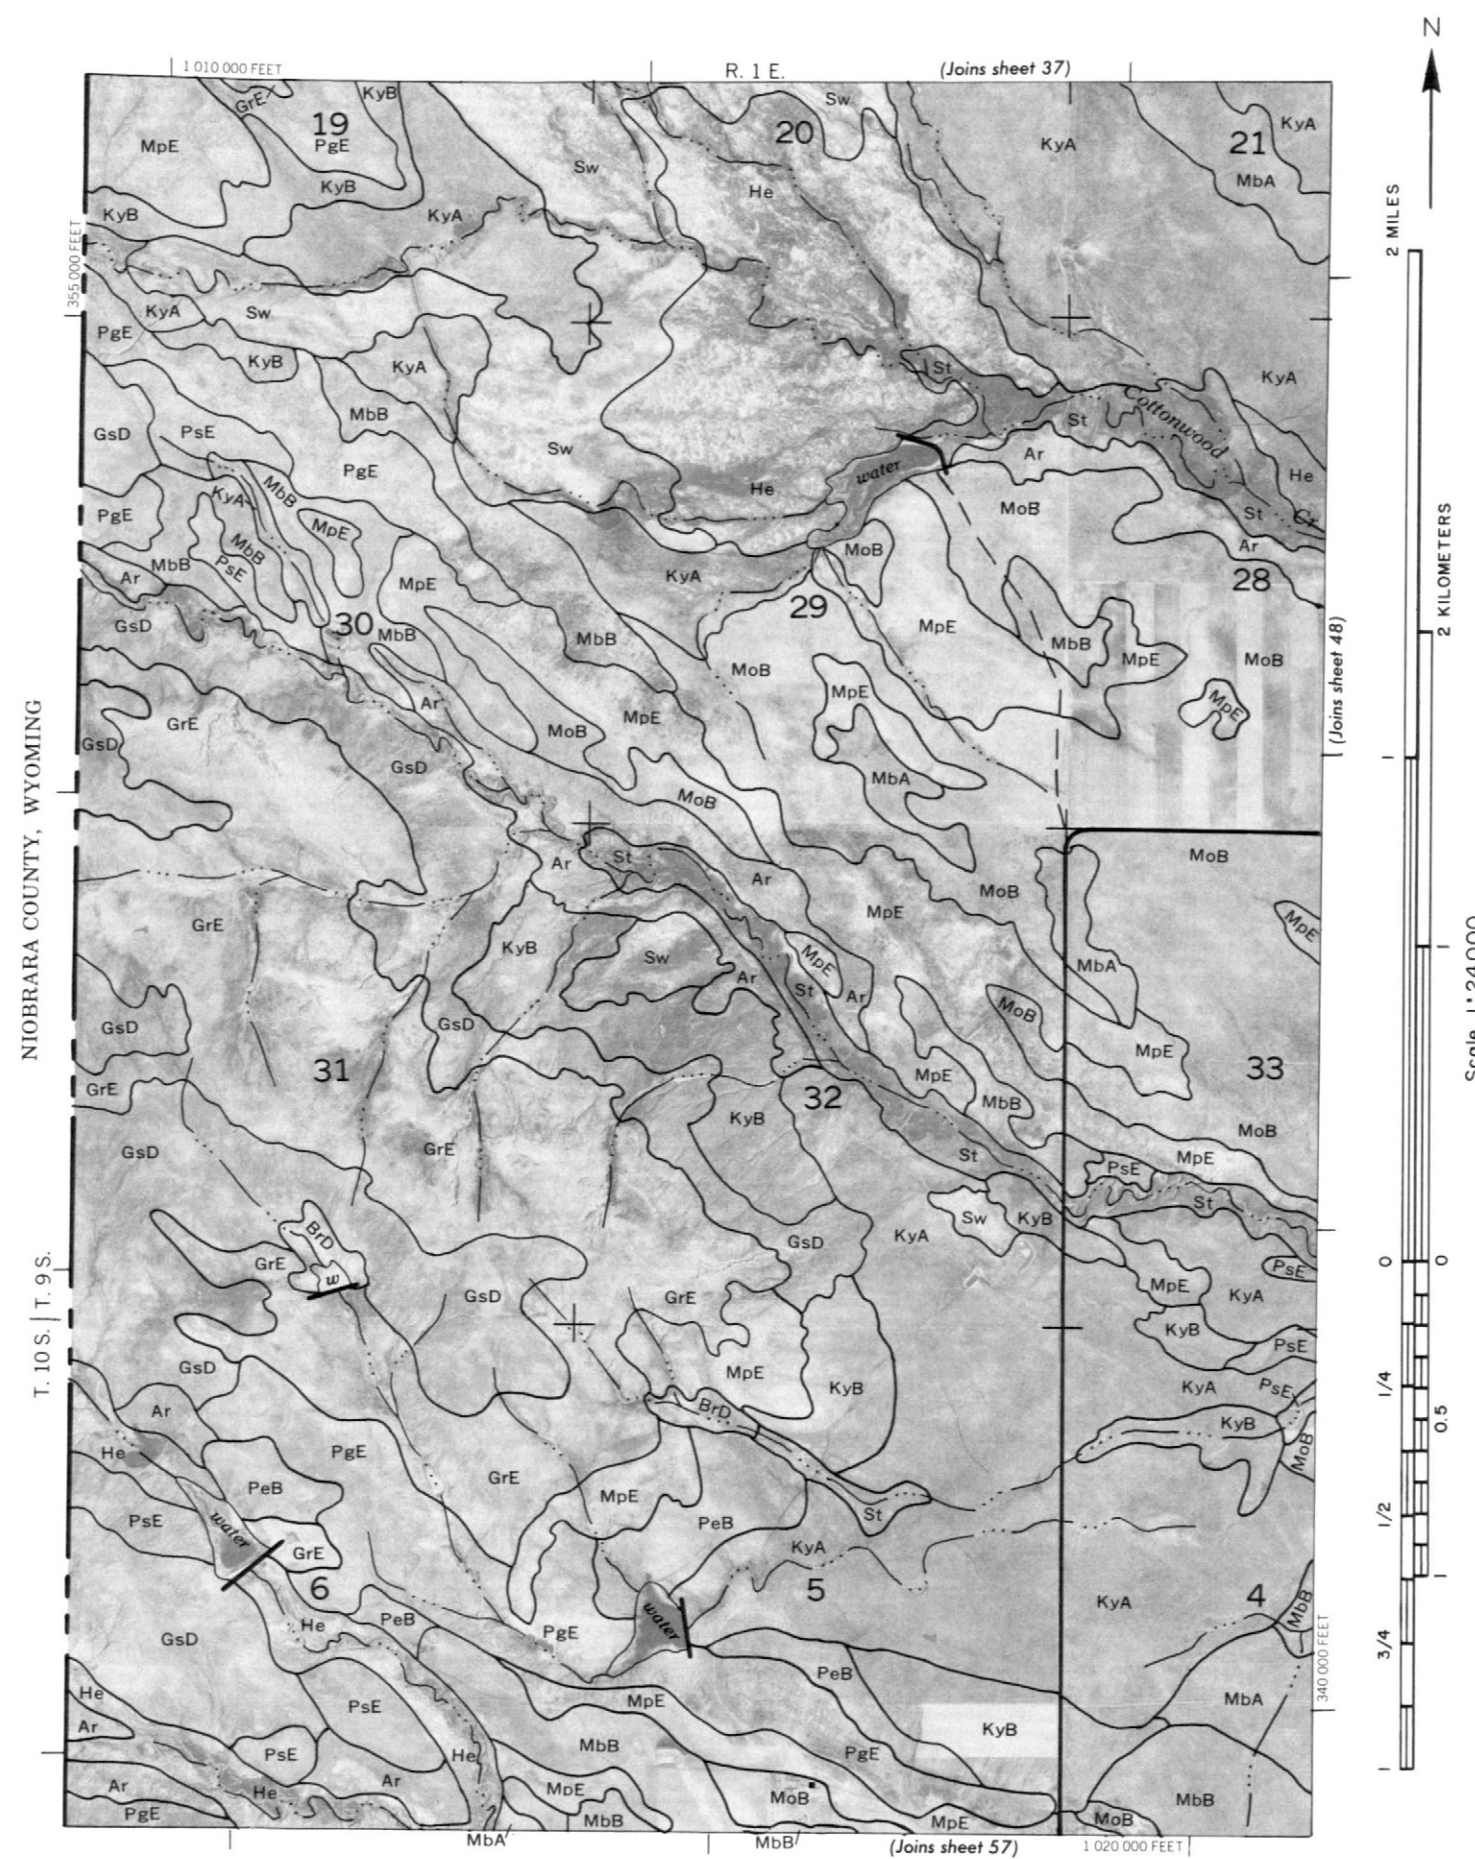 N
1 010 000 FEET
R. 1 E.
(Joins sheet 37)
GrE
KyB
Sw
19
PgE
20
KyA
21
KyA
MpE
Sw
He
MbA
KyB
KyB
KyA
2 MILES
355 000 FEET
KyA
Sw
PgE
KyB
KyA
St
KyA
MbB
Cottonwood
St
GsD
PsE
Sw
Ar
PgE
water
He
He
KyA
MbB
MoB
St
Cr
PgE
MpE
MbB
MoB
Ar
MbB
PsE
KyA
28
Ar
MpE
29
2 KILOMETERS
GsD
30
MbB
MbB
MpE
MbB
MpE
MoB
MoB
(Joins sheet 48)
MpE
MpE
Ar
GrE
MoB
MpE
GsD
GsD
MbA
1
MoB
NIOBRARA COUNTY, WYOMING
MoB
Ar
St
Ar
MoB
MpE
GrE
MpE
KyB
Sw
MpE
MbA
1
Ar
St
Ar
GsD
GsD
MoB
MpE
Scale 1:24000
31
MpE
33
GrE
32
MbB
KyB
MoB
GsD
GrE
St
MpE
PsE
St
Sw
KyB
BrD
GsD
KyA
GrE
w
PsE
0
0
T. 10 S. | T. 9 S.
GsD
GrE
MpE
KyA
KyB
PsE
GsD
MpE
KyB
KyA
PsE
1/4
Ar
BrD
KyB
0.5
He
PgE
MoB
GrE
PeB
MpE
PsE
water
PeB
St
1/2
GrE
KyA
6
5
KyA
4
1
MbB
He
PeB
water
GsD
PgE
3/4
PeB
He
340 000 FEET
PsE
MpE
MbA
Ar
KyB
PsE
He
MbB
PgE
Ar
He
Ar
MpE
MoB
MbB
1
PgE
MbB
MpE
MoB
MbA
MbB
(Joins sheet 57)
1 020 000 FEET